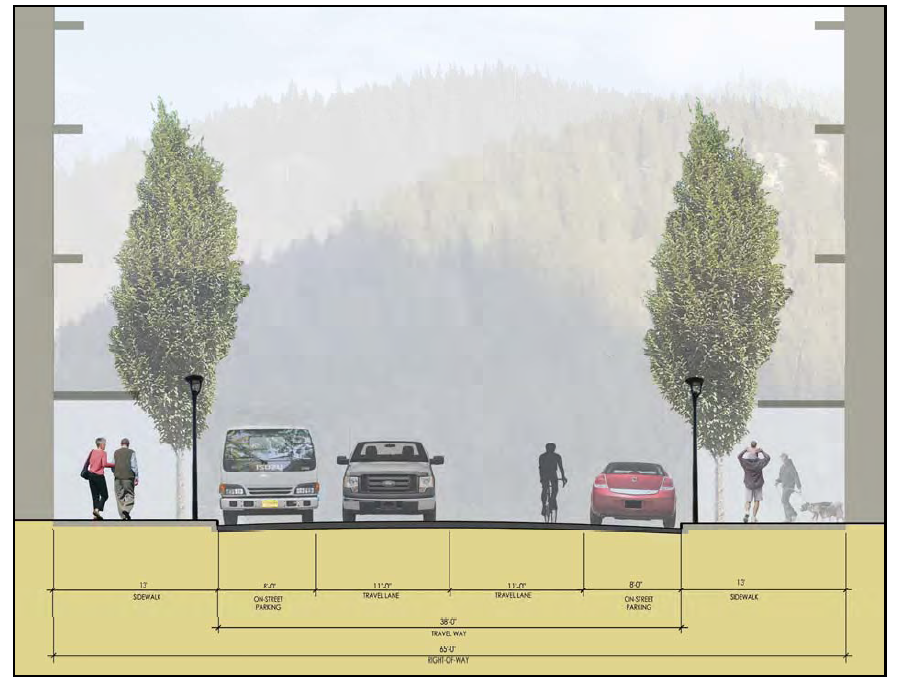 ISUZU
13'
SIDEWALK
8'-0"
ON-STREET
PARKING
11'-0"
TRAVEL LANE
11'-0"
TRAVEL LANE
8'-0"
ON-STREET
PARKING
13'
SIDEWALK
38'-0"
TRAVEL WAY
65'-0"
RIGHT-OF-WAY